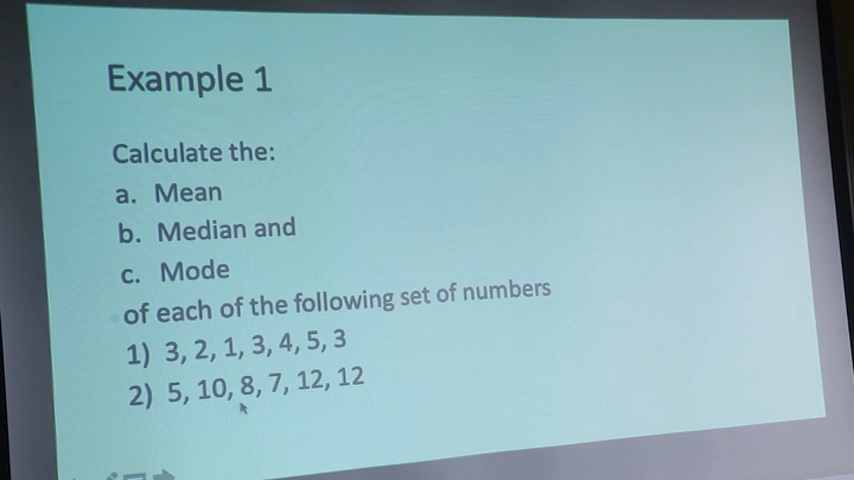 Example 1
Calculate the:
a. Mean
b. Median and
c. Mode
of each of the following set of numbers
1) 3, 2, 1, 3, 4, 5, 3
2) 5, 10, 8, 7, 12, 12